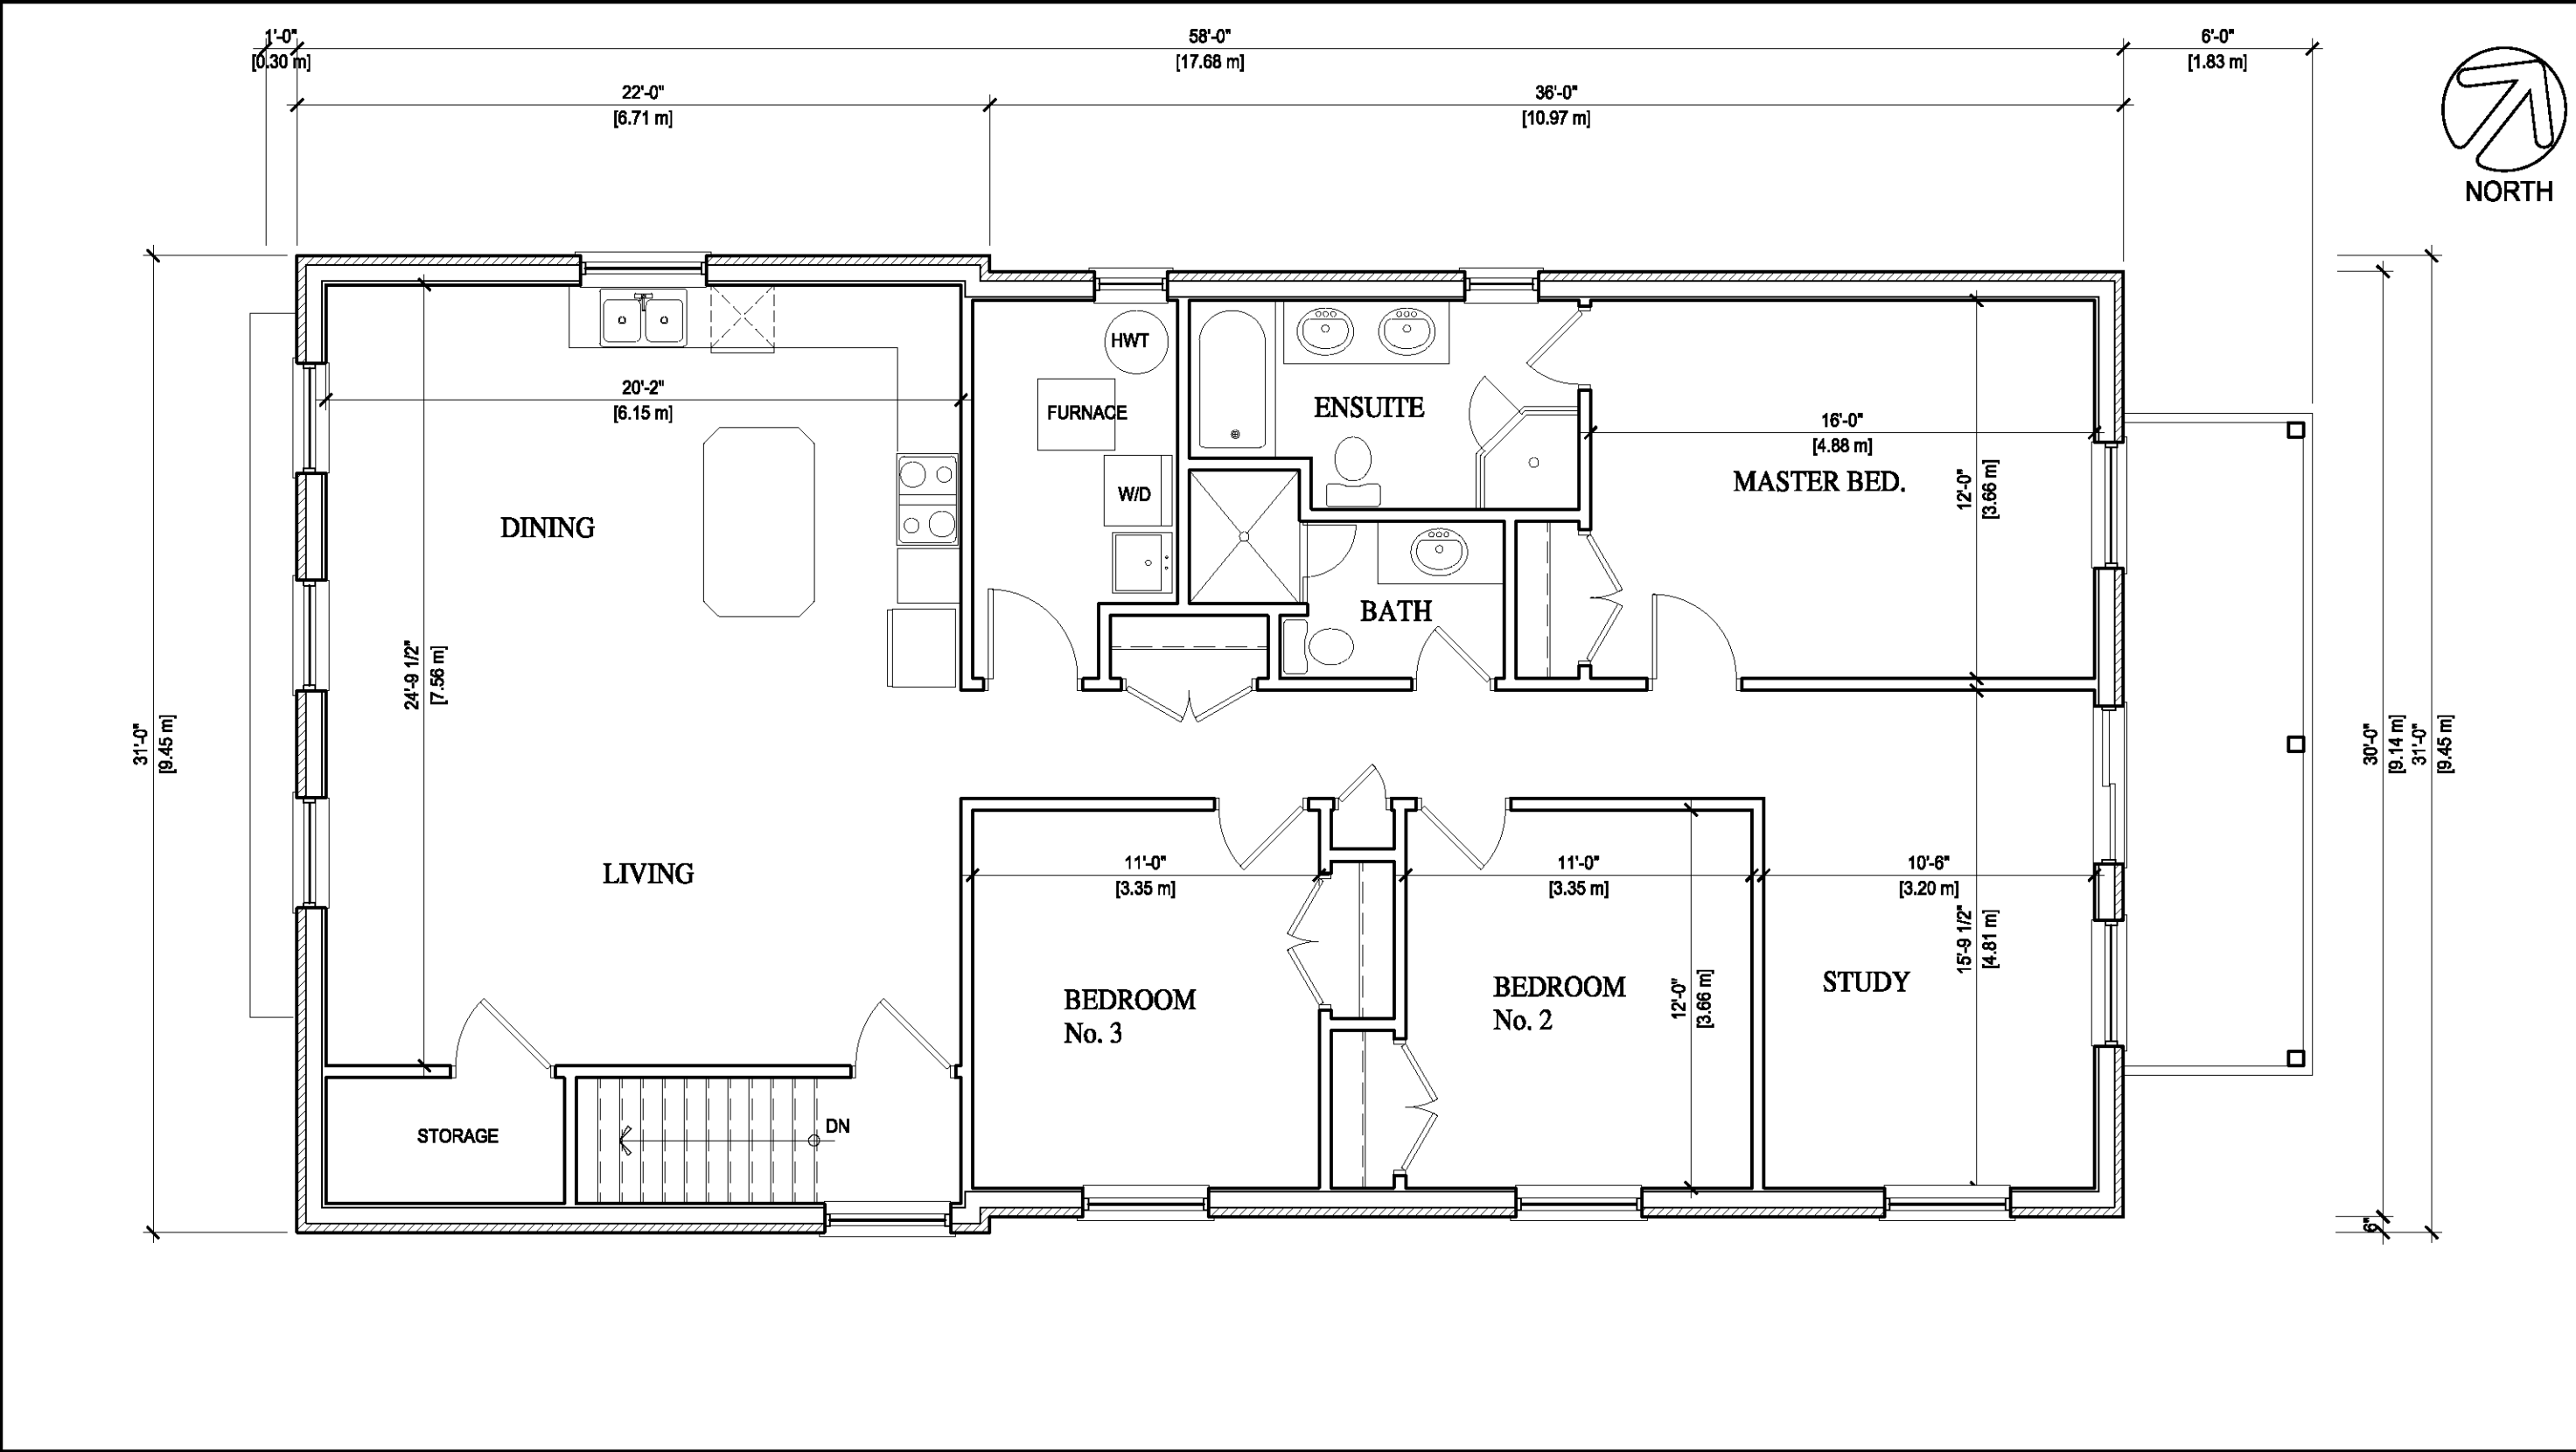 1'-0"
[0.30 m]
58'-0"
[17.68 m]
6'-0"
[1.83 m]
22'-0"
[6.71 m]
36'-0"
[10.97 m]
NORTH
HWT
FURNACE
W/D
20'-2"
[6.15 m]
ENSUITE
16'-0"
[4.88 m]
MASTER BED.
12'-0"
[3.66 m]
DINING
BATH
24'-9 1/2"
[7.56 m]
31'-0"
[9.45 m]
30'-0"
[9.14 m]
31'-0"
[9.45 m]
LIVING
11'-0"
[3.35 m]
11'-0"
[3.35 m]
10'-6"
[3.20 m]
15'-9 1/2"
[4.81 m]
BEDROOM
No. 3
BEDROOM
No. 2
12'-0"
[3.66 m]
STUDY
STORAGE
DN
6"